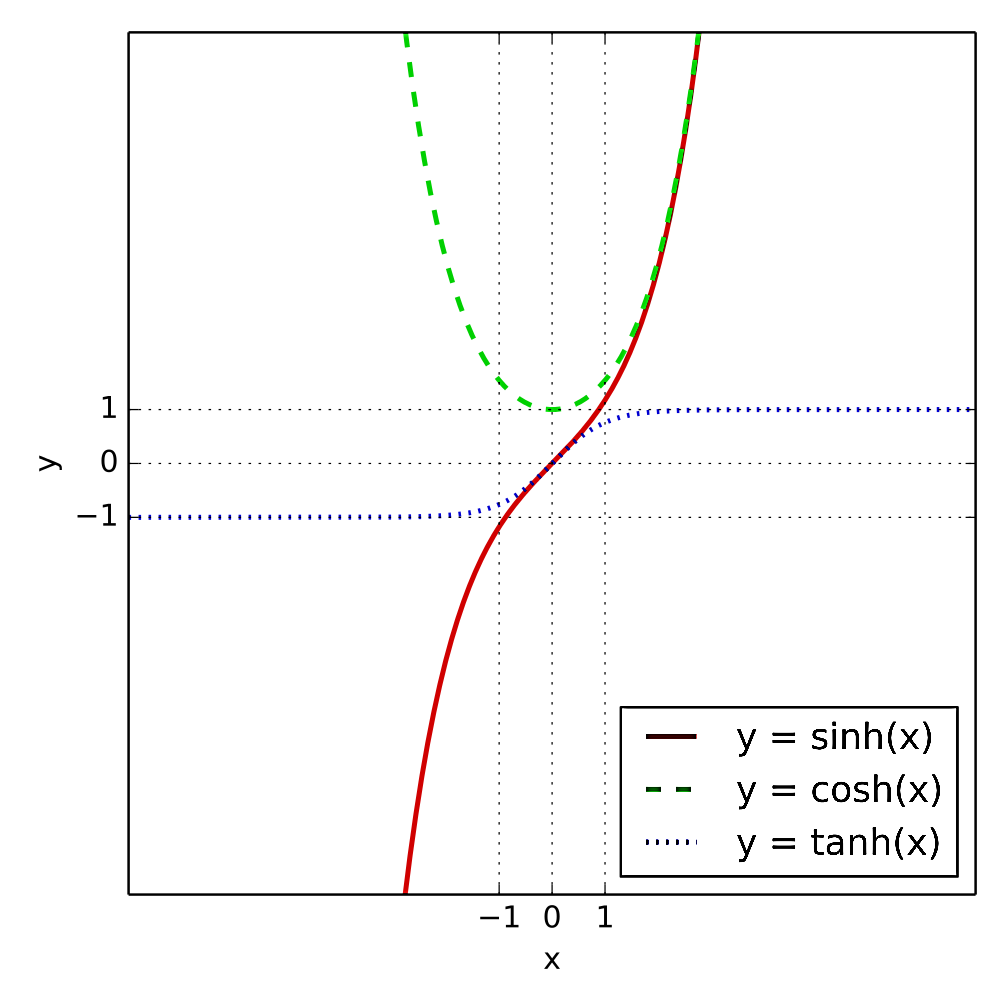 1
y
0
−1
y = sinh(x)
y = cosh(x)
y = tanh(x)
−1 0 1
x